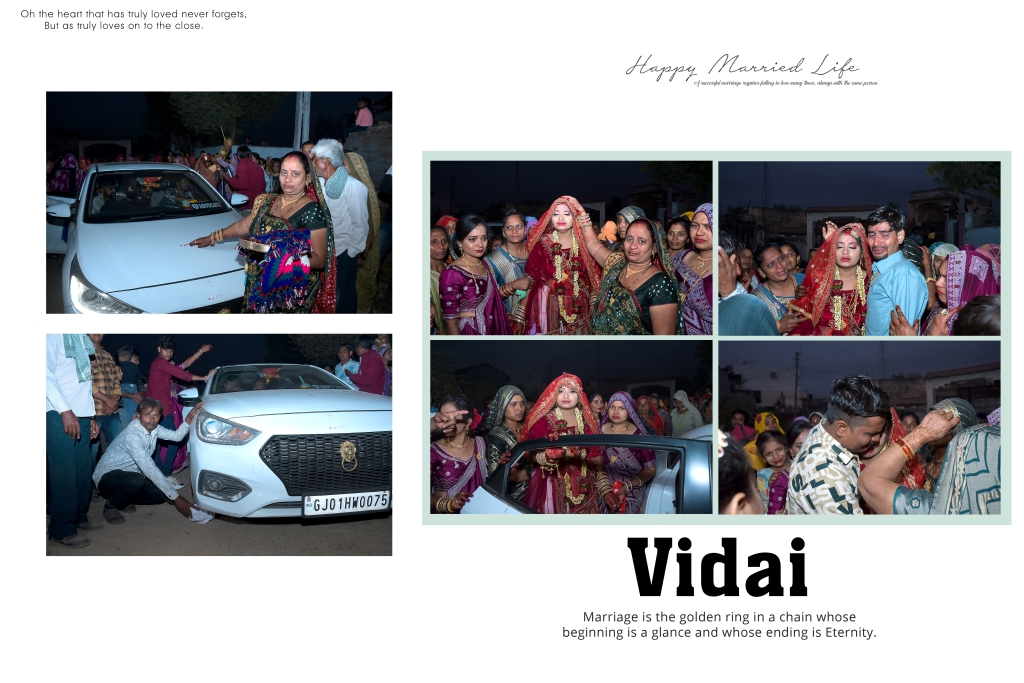 Oh the heart that has truly loved never forgets,
But as truly loves on to the close.
Happy Married Life
A successful marriage requires falling in love many times, always with the same person
ADVOCATE
GJ01HW0075
Vidai
Marriage is the golden ring in a chain whose
beginning is a glance and whose ending is Eternity.